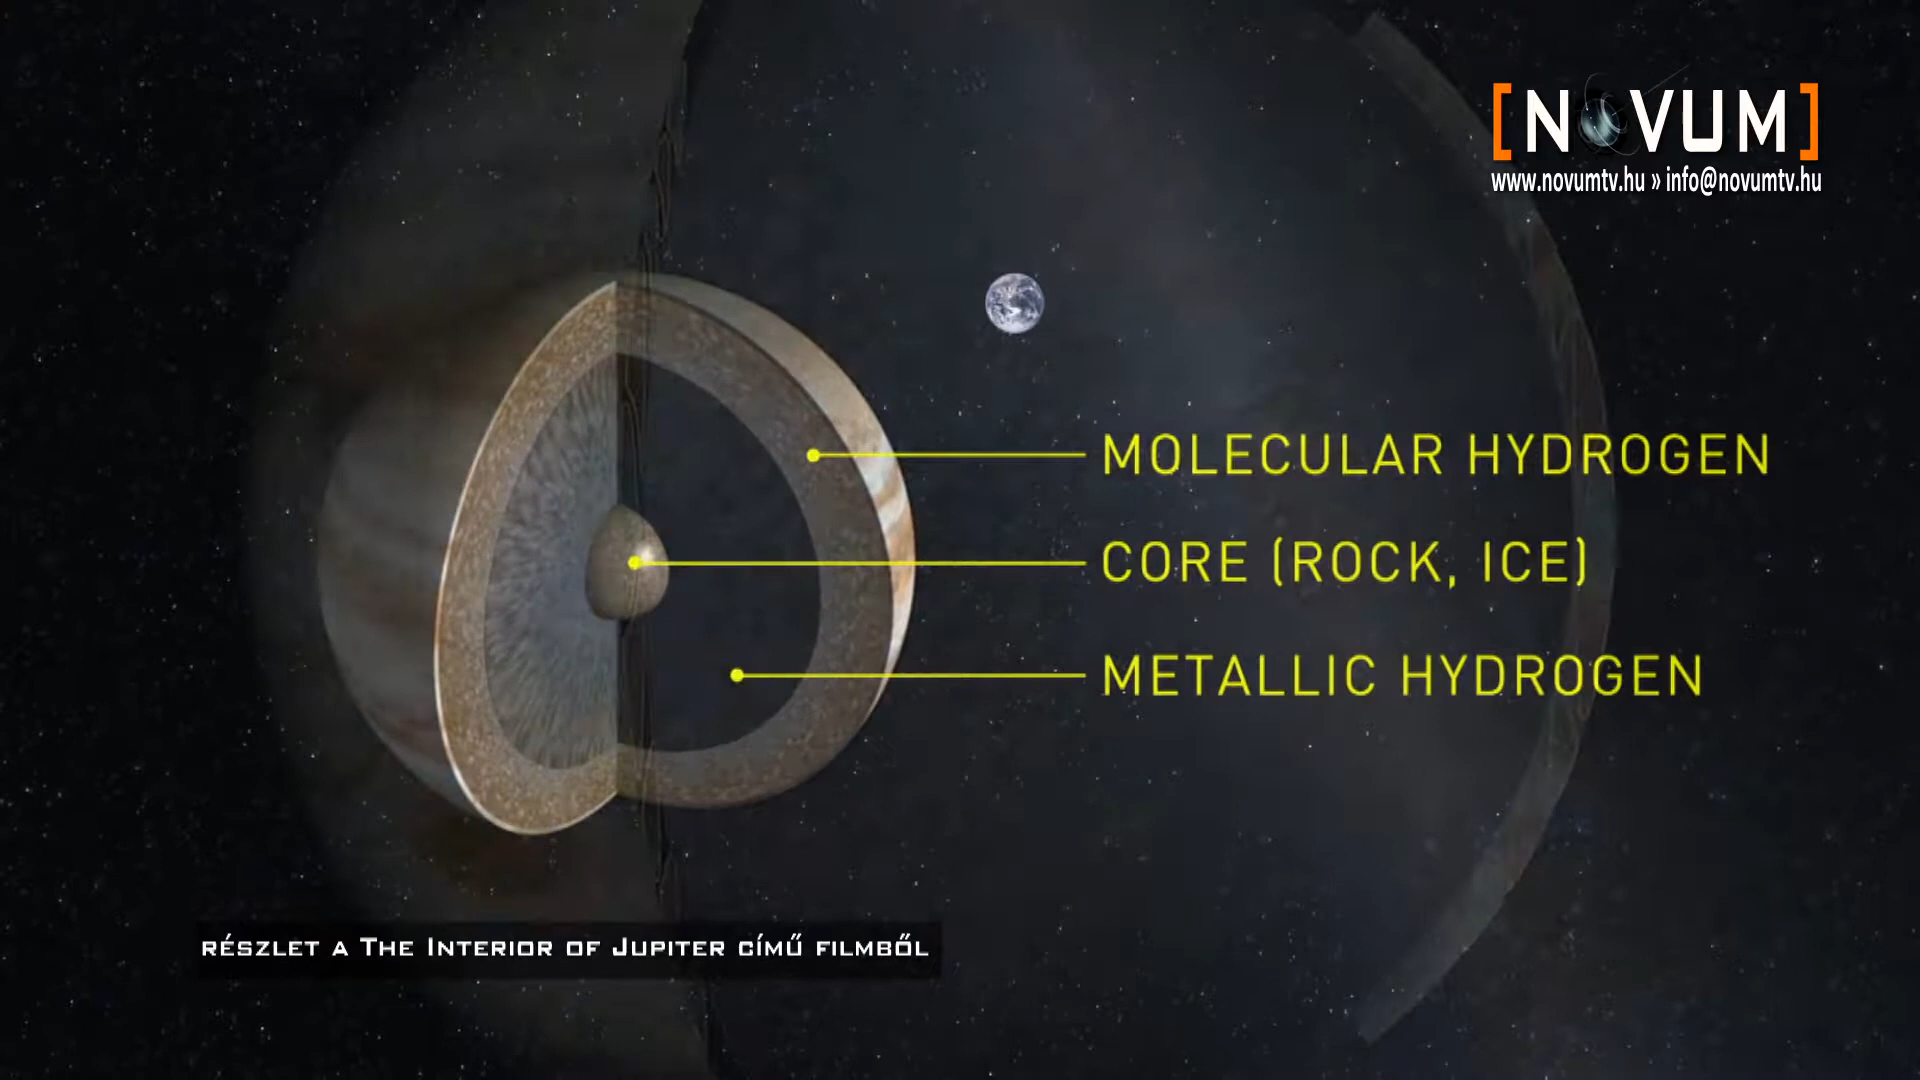 [NOVUM]
www.novumtv.hu » info@novumtv.hu
MOLECULAR HYDROGEN
CORE (ROCK, ICE)
METALLIC HYDROGEN
RÉSZLET A THE INTERIOR OF JUPITER CÍMŰ FILMBŐL